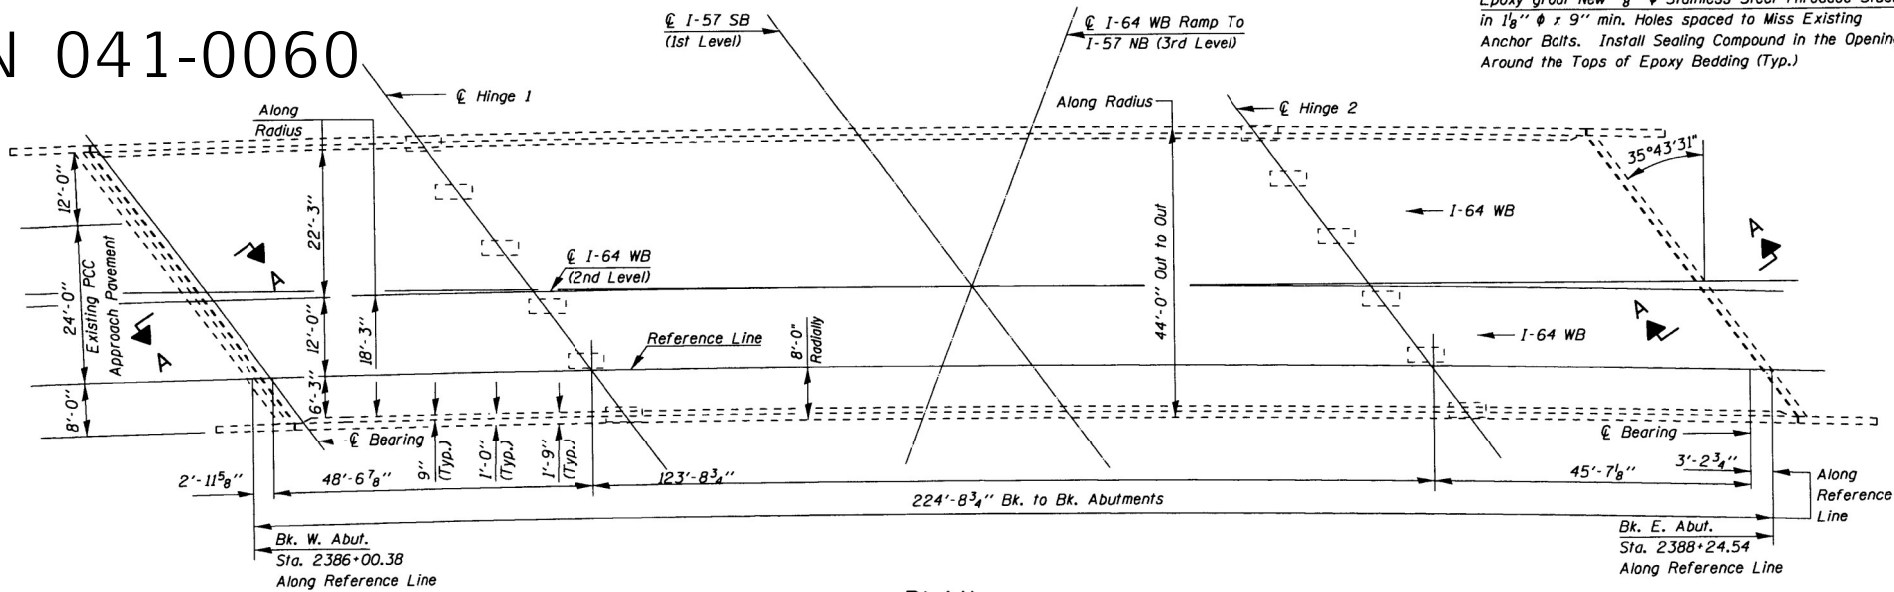 N 041-0060
℄ I-57 SB
(1st Level)
℄ I-64 WB Ramp To
I-57 NB (3rd Level)
in 1⅛" ϕ x 9" min. Holes spaced to Miss Existing
Anchor Bolts. Install Sealing Compound in the Opening
Around the Tops of Epoxy Bedding (Typ.)
℄ Hinge 1
Along
Radius
Along Radius
℄ Hinge 2
35°43'31"
12'-0"
22'-3"
I-64 WB
44'-0" Out to Out
A
A
24'-0"
Existing PCC
Approach Pavement
℄ I-64 WB
(2nd Level)
12'-0"
18'-3"
A
Reference Line
8'-0"
Radially
A
I-64 WB
8'-0"
6'-3"
℄ Bearing
9"
(Typ.)
1'-0"
(Typ.)
1'-9"
(Typ.)
℄ Bearing
2'-11⅝"
48'-6⅞"
123'-8¾"
45'-7⅛"
3'-2¾"
Along
Reference
Line
224'-8¾" Bk. to Bk. Abutments
Bk. W. Abut.
Sta. 2386+00.38
Along Reference Line
Bk. E. Abut.
Sta. 2388+24.54
Along Reference Line